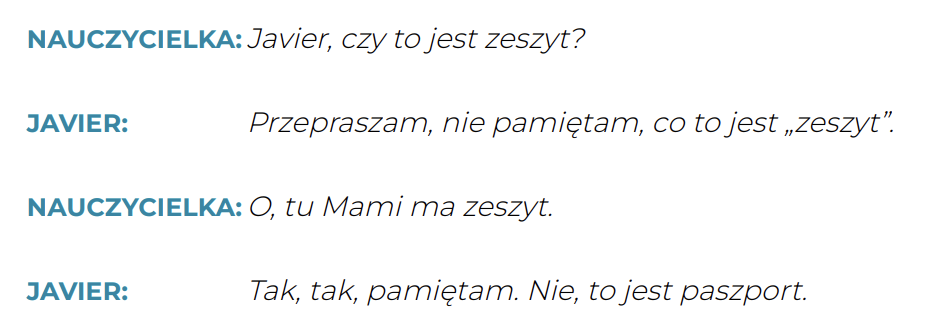 NAUCZYCIELKA: Javier, czy to jest zeszyt?
JAVIER: Przepraszam, nie pamiętam, co to jest „zeszyt”.
NAUCZYCIELKA: O, tu Mami ma zeszyt.
JAVIER: Tak, tak, pamiętam. Nie, to jest paszport.